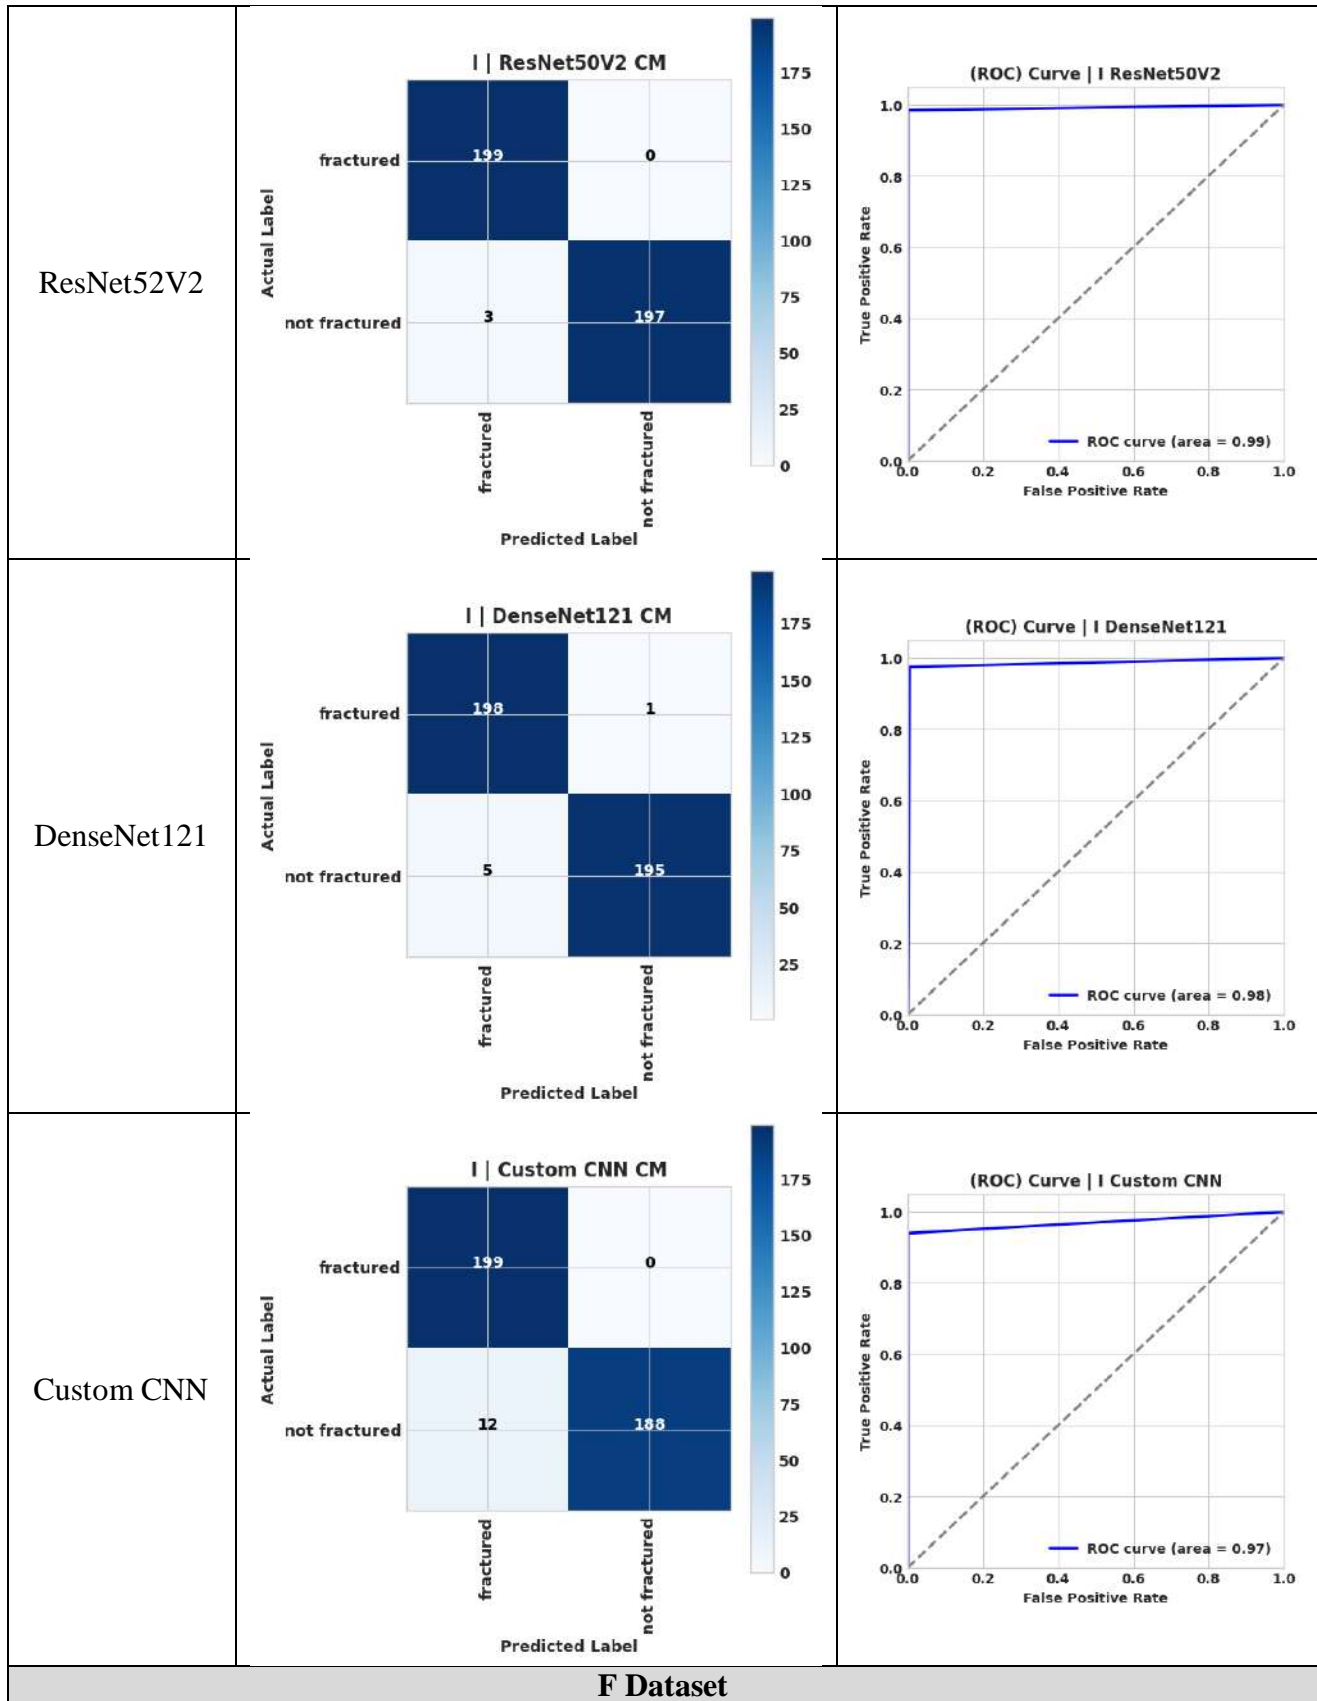 ResNet52V2
I | ResNet50V2 CM
Actual Label
fractured
not fractured
199
0
3
197
fractured
not fractured
Predicted Label
175
150
125
100
75
50
25
0
(ROC) Curve | I ResNet50V2
True Positive Rate
1.0
0.8
0.6
0.4
0.2
0.0
0.0
0.2
0.4
0.6
0.8
1.0
False Positive Rate
ROC curve (area = 0.99)
DenseNet121
I | DenseNet121 CM
Actual Label
fractured
not fractured
198
1
5
195
fractured
not fractured
Predicted Label
175
150
125
100
75
50
25
(ROC) Curve | I DenseNet121
True Positive Rate
1.0
0.8
0.6
0.4
0.2
0.0
0.0
0.2
0.4
0.6
0.8
1.0
False Positive Rate
ROC curve (area = 0.98)
Custom CNN
I | Custom CNN CM
Actual Label
fractured
not fractured
199
0
12
188
fractured
not fractured
Predicted Label
175
150
125
100
75
50
25
0
(ROC) Curve | I Custom CNN
True Positive Rate
1.0
0.8
0.6
0.4
0.2
0.0
0.0
0.2
0.4
0.6
0.8
1.0
False Positive Rate
ROC curve (area = 0.97)
F Dataset